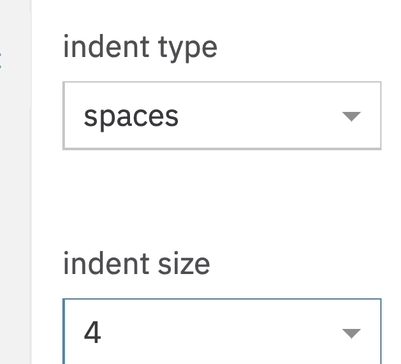 indent type
spaces
indent size
4